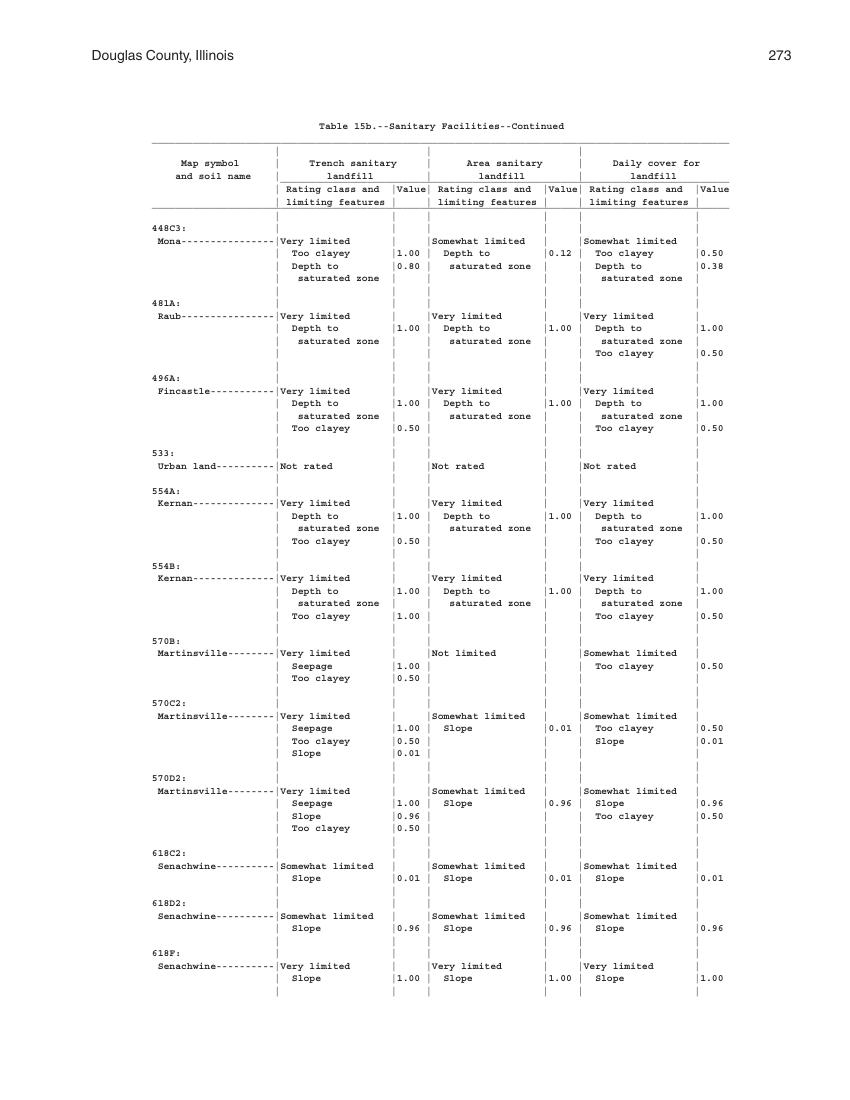 Douglas County, Illinois 273
Table 15b.--Sanitary Facilities--Continued
Map symbol | Trench sanitary | Area sanitary | Daily cover for
and soil name | landfill | landfill | landfill
Rating class and |Value| Rating class and |Value| Rating class and |Value
limiting features | | limiting features | | limiting features |
448C3:
Mona---------------|Very limited | |Somewhat limited | |Somewhat limited |
Too clayey |1.00 | Depth to |0.12 | Too clayey |0.50
Depth to |0.80 | saturated zone | | Depth to |0.38
saturated zone | | | | saturated zone |
481A:
Raub---------------|Very limited | |Very limited | |Very limited |
Depth to |1.00 | Depth to |1.00 | Depth to |1.00
saturated zone | | saturated zone | | saturated zone |
Too clayey |0.50
496A:
Fincastle----------|Very limited | |Very limited | |Very limited |
Depth to |1.00 | Depth to |1.00 | Depth to |1.00
saturated zone | | saturated zone | | saturated zone |
Too clayey |0.50 | | | Too clayey |0.50
533:
Urban land---------|Not rated | |Not rated | |Not rated |
554A:
Kernan-------------|Very limited | |Very limited | |Very limited |
Depth to |1.00 | Depth to |1.00 | Depth to |1.00
saturated zone | | saturated zone | | saturated zone |
Too clayey |0.50 | | | Too clayey |0.50
554B:
Kernan-------------|Very limited | |Very limited | |Very limited |
Depth to |1.00 | Depth to |1.00 | Depth to |1.00
saturated zone | | saturated zone | | saturated zone |
Too clayey |1.00 | | | Too clayey |0.50
570B:
Martinsville-------|Very limited | |Not limited | |Somewhat limited |
Seepage |1.00 | | | Too clayey |0.50
Too clayey |0.50 | | | |
570C2:
Martinsville-------|Very limited | |Somewhat limited | |Somewhat limited |
Seepage |1.00 | Slope |0.01 | Too clayey |0.50
Too clayey |0.50 | | | Slope |0.01
Slope |0.01 | | | |
570D2:
Martinsville-------|Very limited | |Somewhat limited | |Somewhat limited |
Seepage |1.00 | Slope |0.96 | Slope |0.96
Slope |0.96 | | | Too clayey |0.50
Too clayey |0.50 | | | |
618C2:
Senachwine---------|Somewhat limited | |Somewhat limited | |Somewhat limited |
Slope |0.01 | Slope |0.01 | Slope |0.01
618D2:
Senachwine---------|Somewhat limited | |Somewhat limited | |Somewhat limited |
Slope |0.96 | Slope |0.96 | Slope |0.96
618F:
Senachwine---------|Very limited | |Very limited | |Very limited |
Slope |1.00 | Slope |1.00 | Slope |1.00